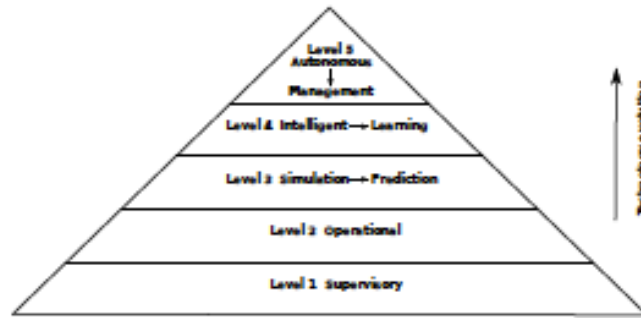 Level 5
Autonomous
Management
Level 4 Intelligent Learning
Level 3 Simulation Prediction
Level 2 Operational
Level 1 Supervisory